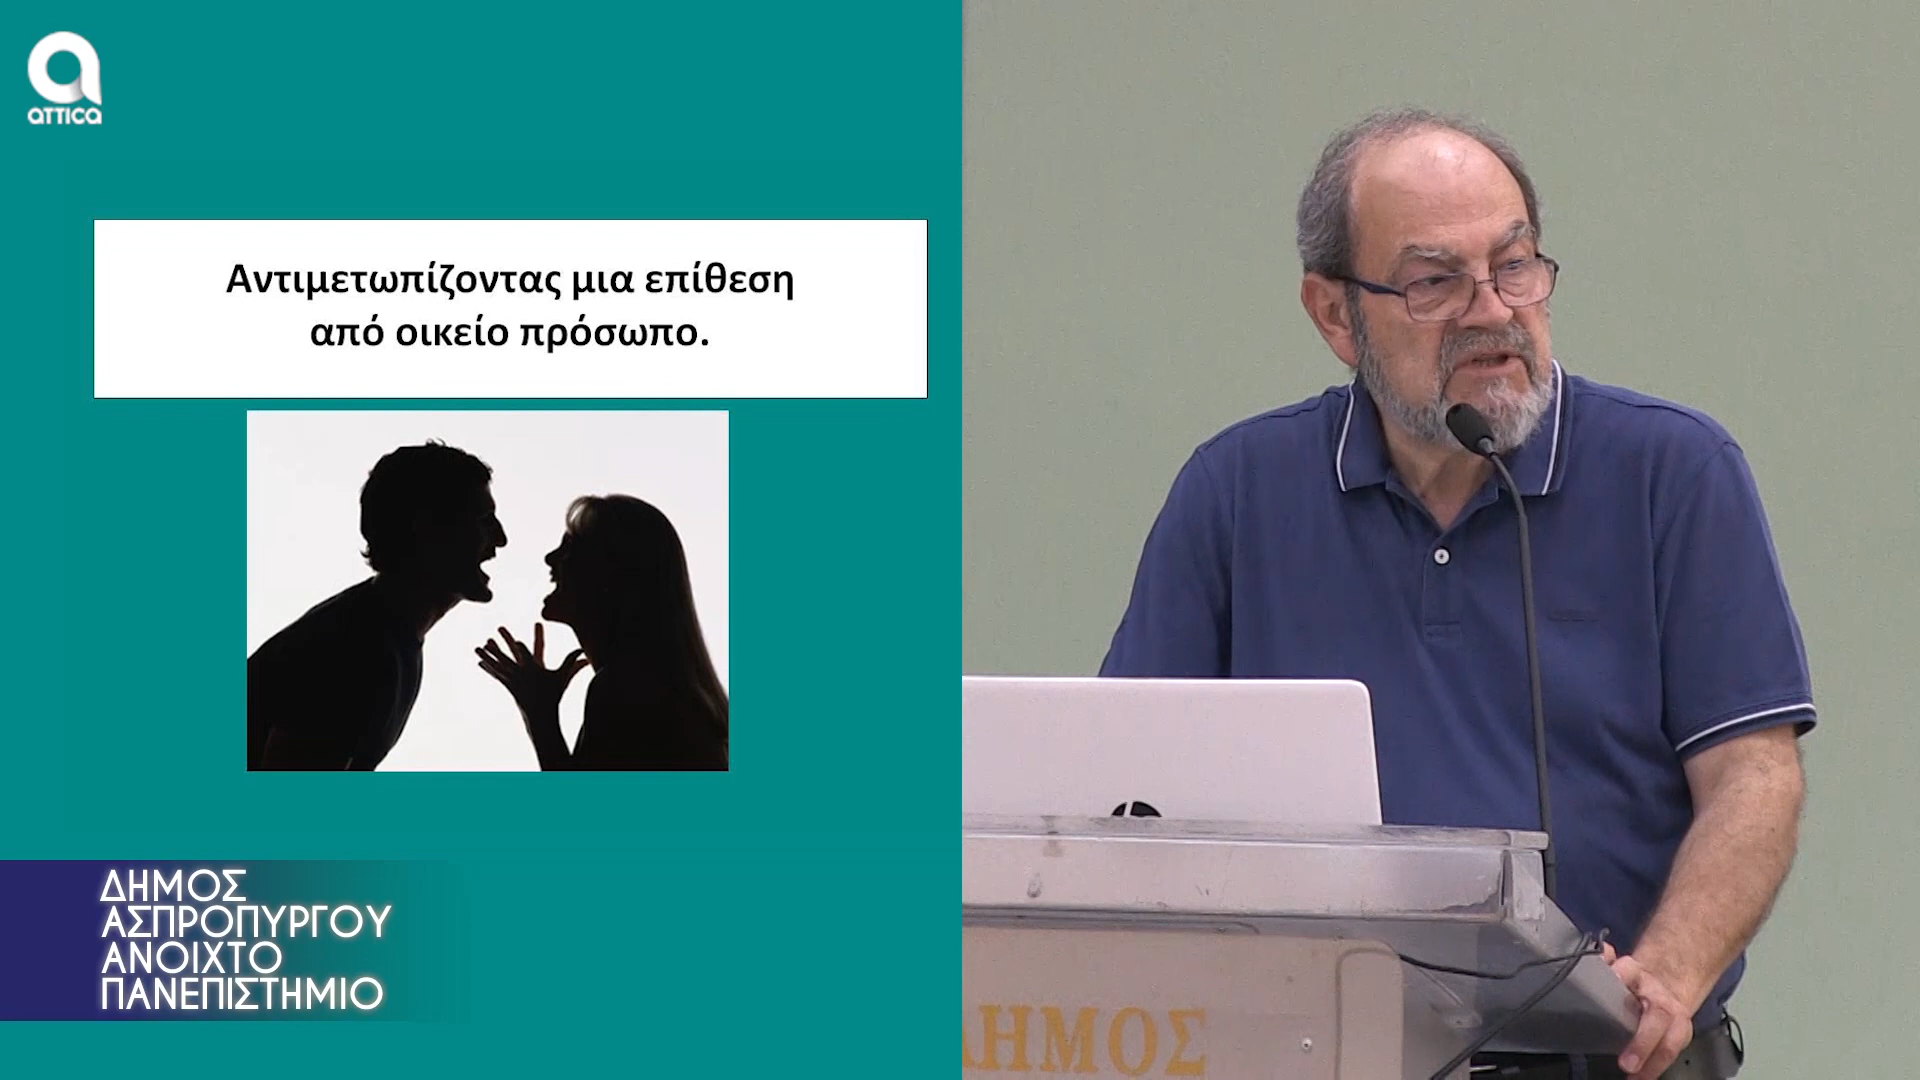 attica
Αντιμετωπίζοντας μια επίθεση
από οικείο πρόσωπο.
ΔΗΜΟΣ
ΑΣΠΡΟΠΥΡΓΟΥ
ΑΝΟΙΧΤΟ
ΠΑΝΕΠΙΣΤΗΜΙΟ
ΔΗΜΟΣ